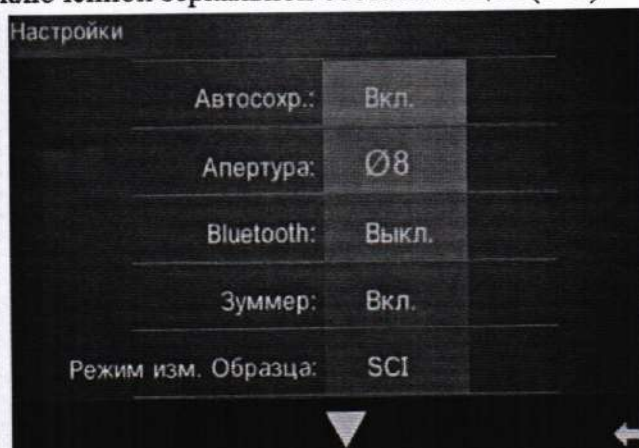 Настройки
Автосохр.: Вкл.
Апертура: Ø8
Bluetooth: Выкл.
Зуммер: Вкл.
Режим изм. Образца: SCI